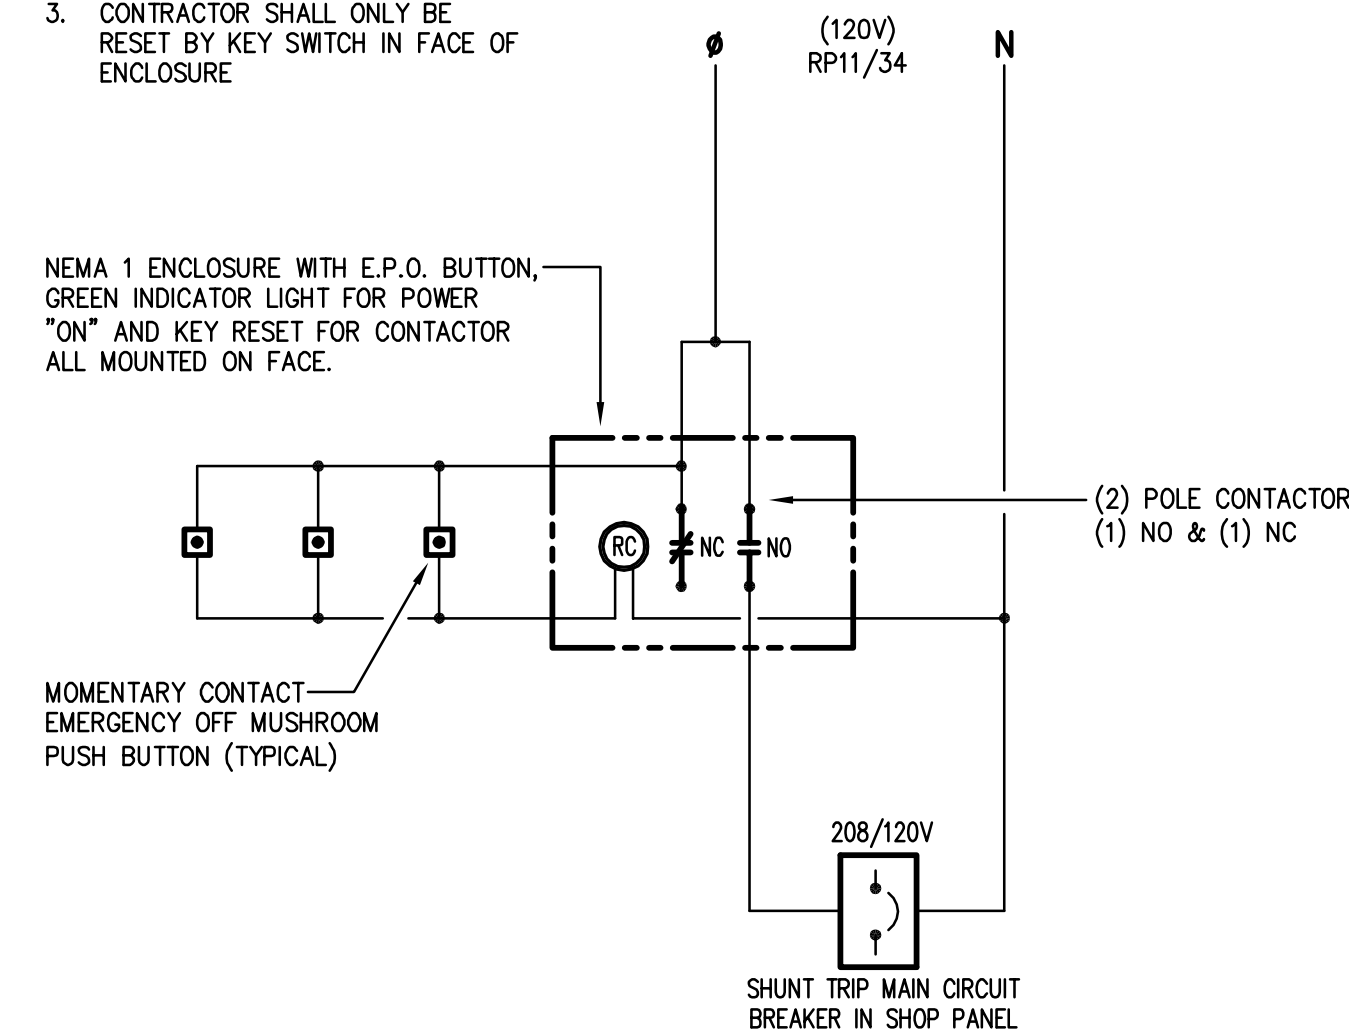 3. CONTRACTOR SHALL ONLY BE
RESET BY KEY SWITCH IN FACE OF
ENCLOSURE
ø
(120V)
RP11/34
N
NEMA 1 ENCLOSURE WITH E.P.O. BUTTON,
GREEN INDICATOR LIGHT FOR POWER
"ON" AND KEY RESET FOR CONTACTOR
ALL MOUNTED ON FACE.
(2) POLE CONTACTOR
(1) NO & (1) NC
RC
NC
NO
MOMENTARY CONTACT
EMERGENCY OFF MUSHROOM
PUSH BUTTON (TYPICAL)
208/120V
SHUNT TRIP MAIN CIRCUIT
BREAKER IN SHOP PANEL